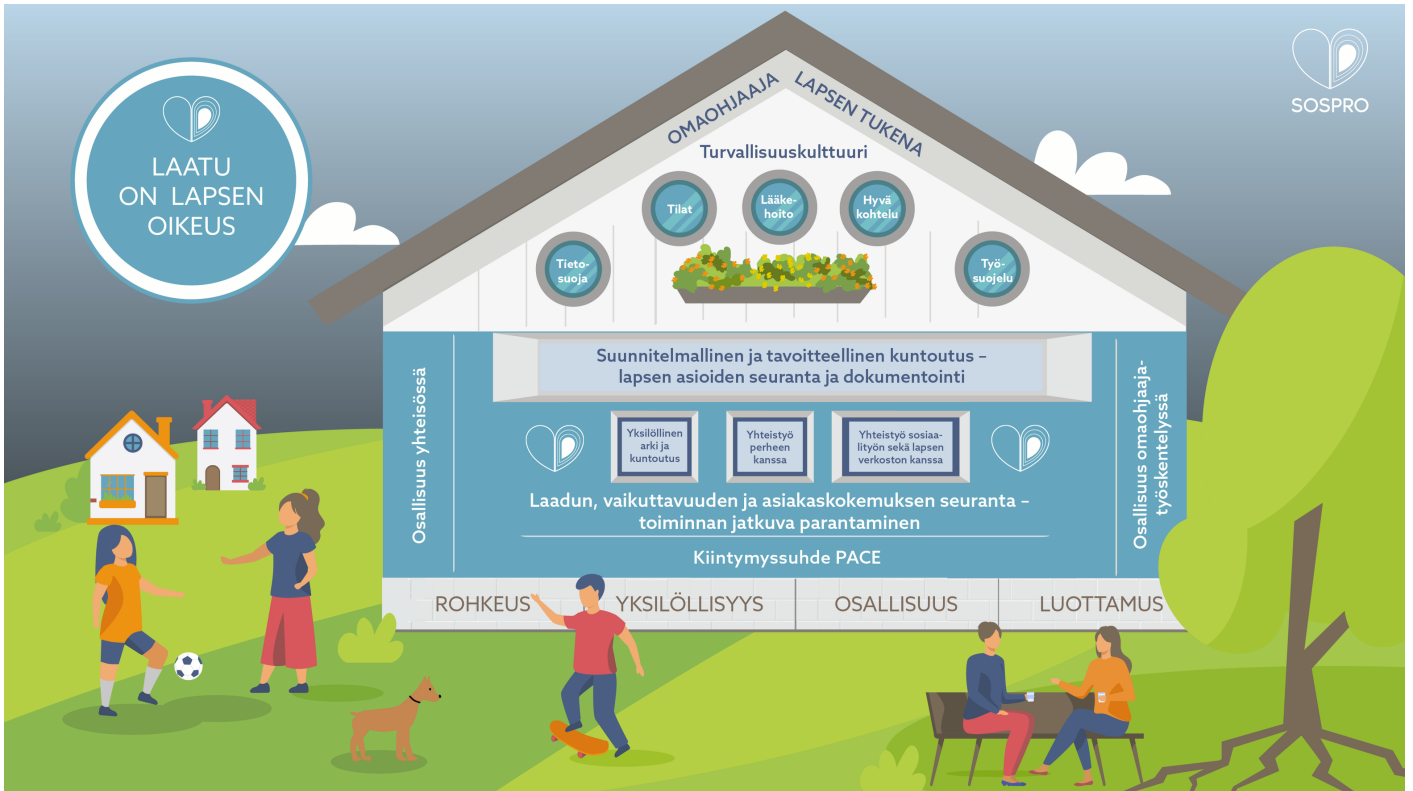 LAATU
ON LAPSEN
OIKEUS
SOSPRO
OMAOHJAAJA
LAPSEN TUKENA
Turvallisuuskulttuuri
Tieto-
suoja
Tilat
Lääke-
hoito
Hyvä
kohtelu
Työ-
suojelu
Osallisuus yhteisössä
Suunnitelmallinen ja tavoitteellinen kuntoutus –
lapsen asioiden seuranta ja dokumentointi
Yksilöllinen
arki ja
kuntoutus
Yhteistyö
perheen
kanssa
Yhteistyö sosiaa-
lityön sekä lapsen
verkoston kanssa
Laadun, vaikuttavuuden ja asiakaskokemuksen seuranta –
toiminnan jatkuva parantaminen
Kiintymyssuhde PACE
Osallisuus omaohjaaja-
työskentelyssä
ROHKEUS
YKSILÖLLISYYS
OSALLISUUS
LUOTTAMUS